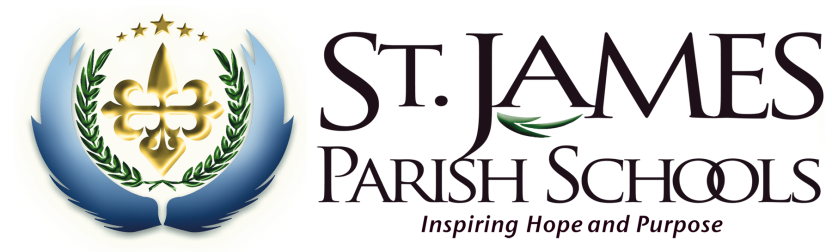 ST. JAMES
PARISH SCHOOLS
Inspiring Hope and Purpose